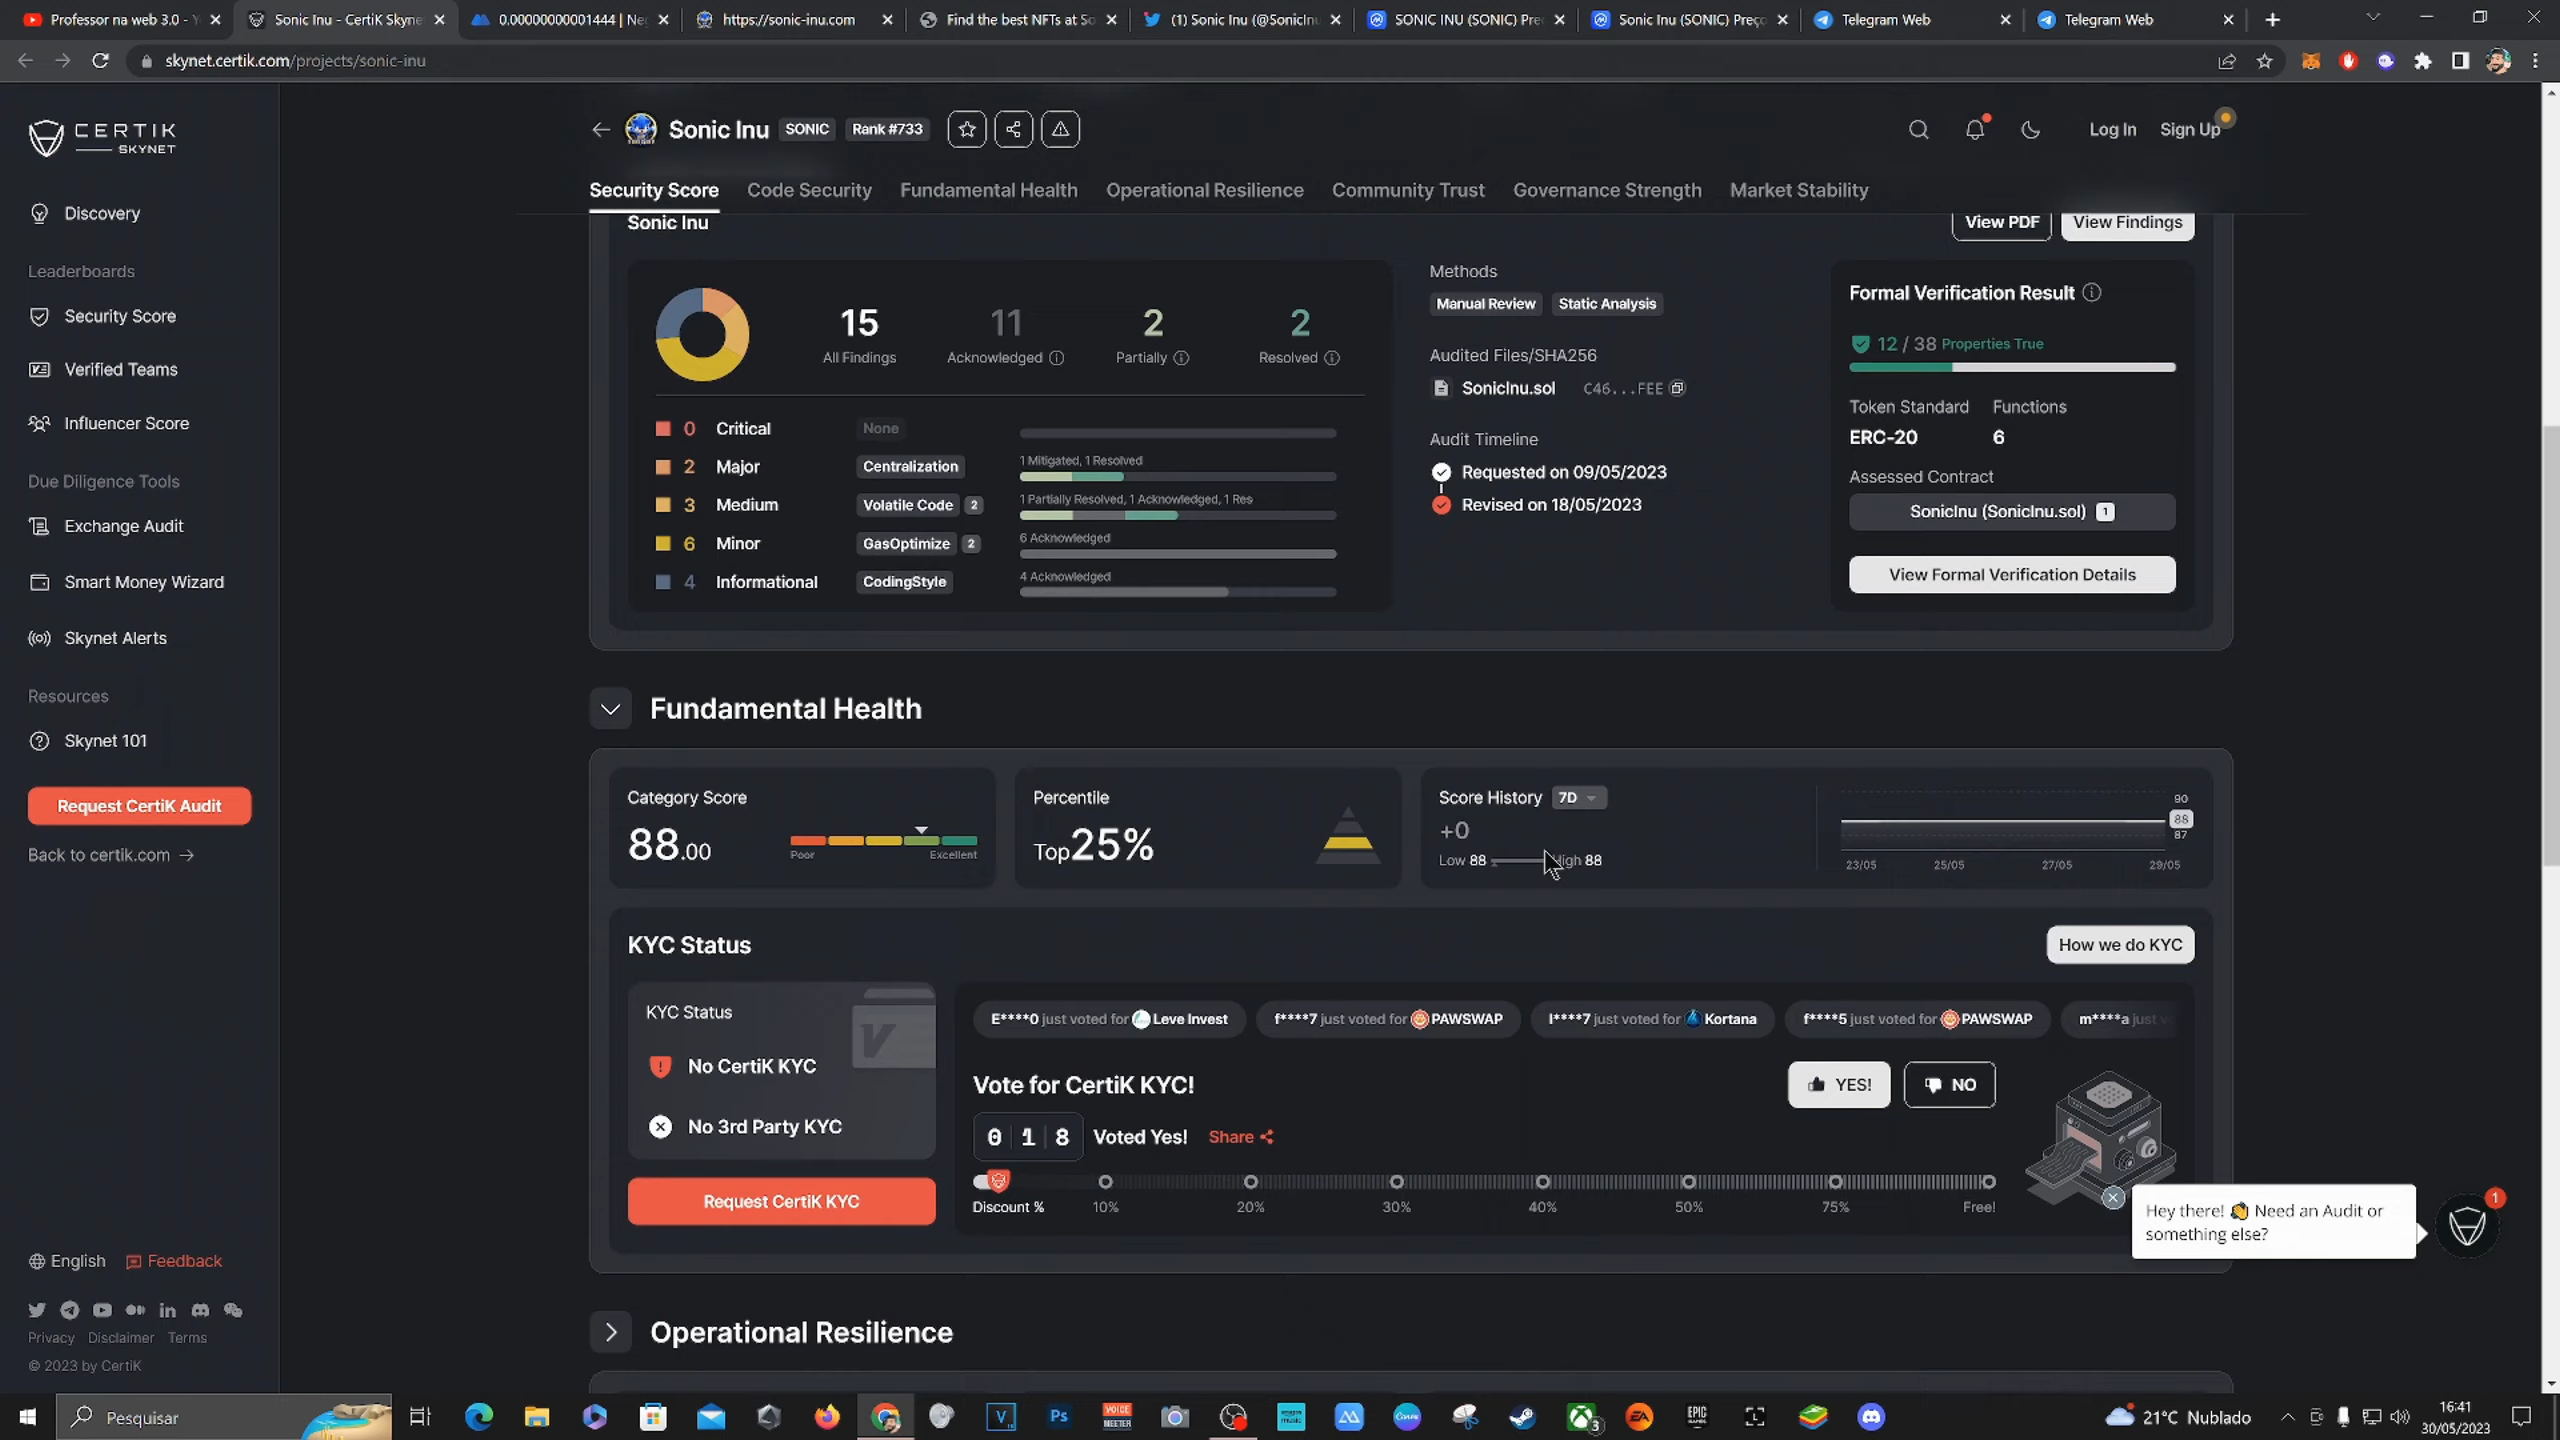 Professor na web 3.0 - Y
Sonic Inu - CertiK Skyne
0.00000000001444 | Ne
https://sonic-inu.com
Find the best NFTs at So
(1) Sonic Inu (@SonicInu
SONIC INU (SONIC) Pre
Sonic Inu (SONIC) Preço
Telegram Web
Telegram Web
skynet.certik.com/projects/sonic-inu
CERTIK
SKYNET
Sonic Inu SONIC Rank #733
Log In Sign Up
Security Score Code Security Fundamental Health Operational Resilience Community Trust Governance Strength Market Stability
Discovery
Leaderboards
Security Score
Verified Teams
Influencer Score
Due Diligence Tools
Exchange Audit
Smart Money Wizard
Skynet Alerts
Resources
Skynet 101
Request CertiK Audit
Back to certik.com
English Feedback
Privacy Disclaimer Terms
© 2023 by CertiK
Sonic Inu
View PDF View Findings
15 11 2 2
All Findings Acknowledged Partially Resolved
0 Critical None
2 Major Centralization 1 Mitigated, 1 Resolved
3 Medium Volatile Code 2 1 Partially Resolved, 1 Acknowledged, 1 Res
6 Minor GasOptimize 2 6 Acknowledged
4 Informational CodingStyle 4 Acknowledged
Methods
Manual Review Static Analysis
Audited Files/SHA256
SonicInu.sol C46...FEE
Audit Timeline
Requested on 09/05/2023
Revised on 18/05/2023
Formal Verification Result
12 / 38 Properties True
Token Standard Functions
ERC-20 6
Assessed Contract
SonicInu (SonicInu.sol) 1
View Formal Verification Details
Fundamental Health
Category Score
88.00
Poor Excellent
Percentile
Top25%
Score History 7D
+0
Low 88 High 88
90
88
87
23/05 25/05 27/05 29/05
KYC Status
How we do KYC
KYC Status
No CertiK KYC
No 3rd Party KYC
Request CertiK KYC
E****0 just voted for Leve Invest
f****7 just voted for PAWSWAP
l****7 just voted for Kortana
f****5 just voted for PAWSWAP
m****a just v
Vote for CertiK KYC!
YES! NO
0 1 8 Voted Yes! Share
Discount % 10% 20% 30% 40% 50% 75% Free!
1
Hey there! 👋 Need an Audit or
something else?
Operational Resilience
Pesquisar
Ps
VOICE
MEETER
amazon
music
Canva
3
EA
EPIC
GAMES
21°C Nublado
16:41
30/05/2023